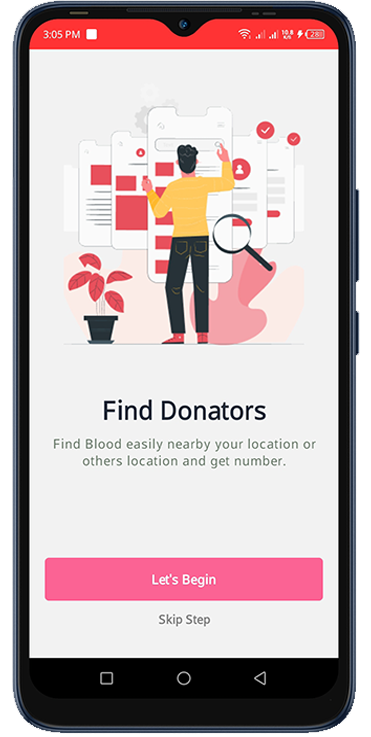 3:05 PM
10.8
K/s
Find Donators
Find Blood easily nearby your location or
others location and get number.
Let's Begin
Skip Step